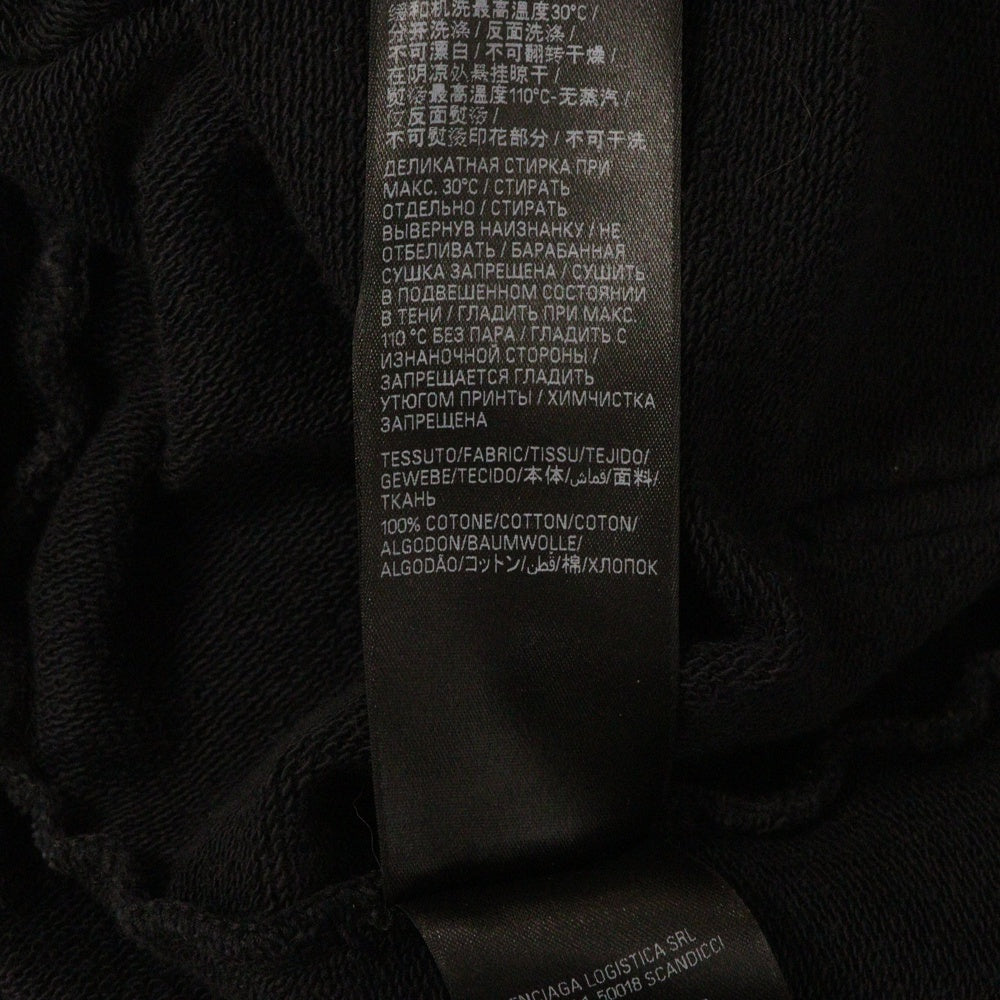 缓和机洗最高温度30°C /
分开洗涤 / 反面洗涤 /
不可漂白 / 不可翻转干燥 /
在阴凉处悬挂晾干 /
熨烫最高温度110°C-无蒸汽 /
仅反面熨烫 /
不可熨烫印花部分 / 不可干洗
ДЕЛИКАТНАЯ СТИРКА ПРИ
МАКС. 30°C / СТИРАТЬ
ОТДЕЛЬНО / СТИРАТЬ
ВЫВЕРНУВ НАИЗНАНКУ / НЕ
ОТБЕЛИВАТЬ / БАРАБАННАЯ
СУШКА ЗАПРЕЩЕНА / СУШИТЬ
В ПОДВЕШЕННОМ СОСТОЯНИИ
В ТЕНИ / ГЛАДИТЬ ПРИ МАКС.
110 °C БЕЗ ПАРА / ГЛАДИТЬ С
ИЗНАНОЧНОЙ СТОРОНЫ /
ЗАПРЕЩАЕТСЯ ГЛАДИТЬ
УТЮГОМ ПРИНТЫ / ХИМЧИСТКА
ЗАПРЕЩЕНА
TESSUTO/FABRIC/TISSU/TEJIDO/
GEWEBE/TECIDO/本体/قماش/面料/
ТКАНЬ
100% COTONE/COTTON/COTON/
ALGODON/BAUMWOLLE/
ALGODÃO/コットン/قطن/棉/ХЛОПОК
ENCIAGA LOGISTICA SRL
1, 50018 SCANDICCI